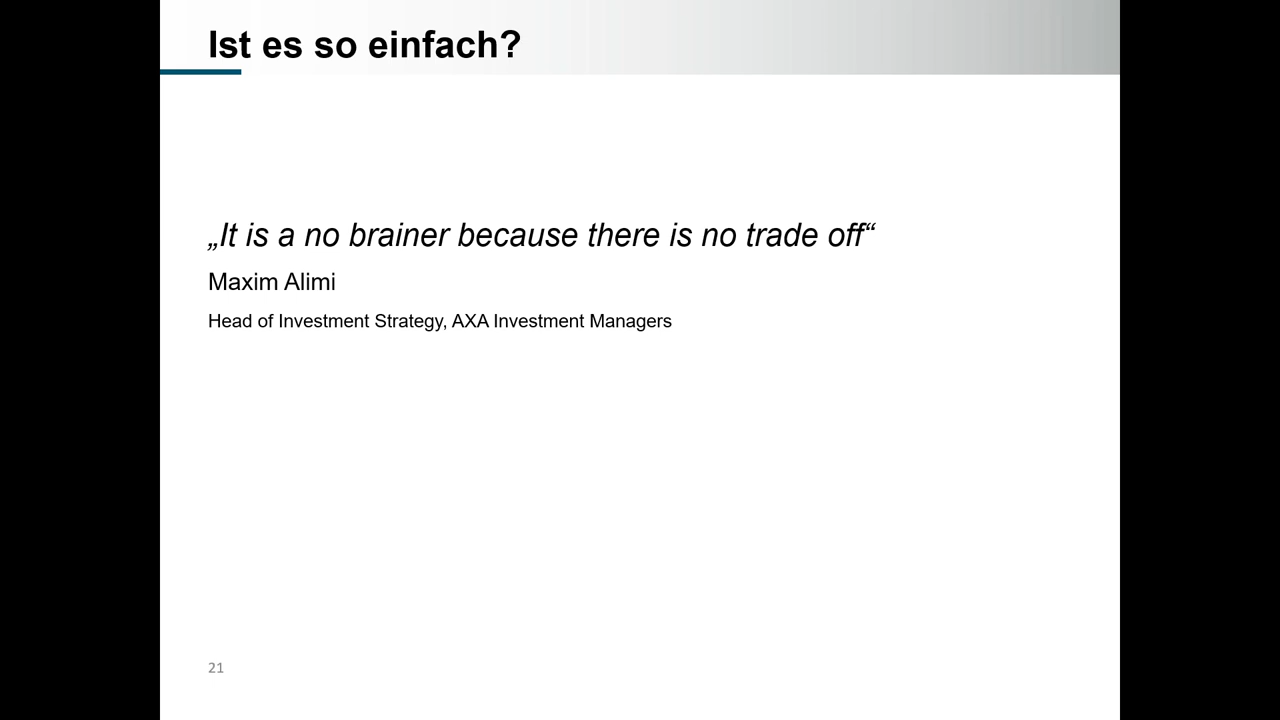 Ist es so einfach?
„It is a no brainer because there is no trade off“
Maxim Alimi
Head of Investment Strategy, AXA Investment Managers
21